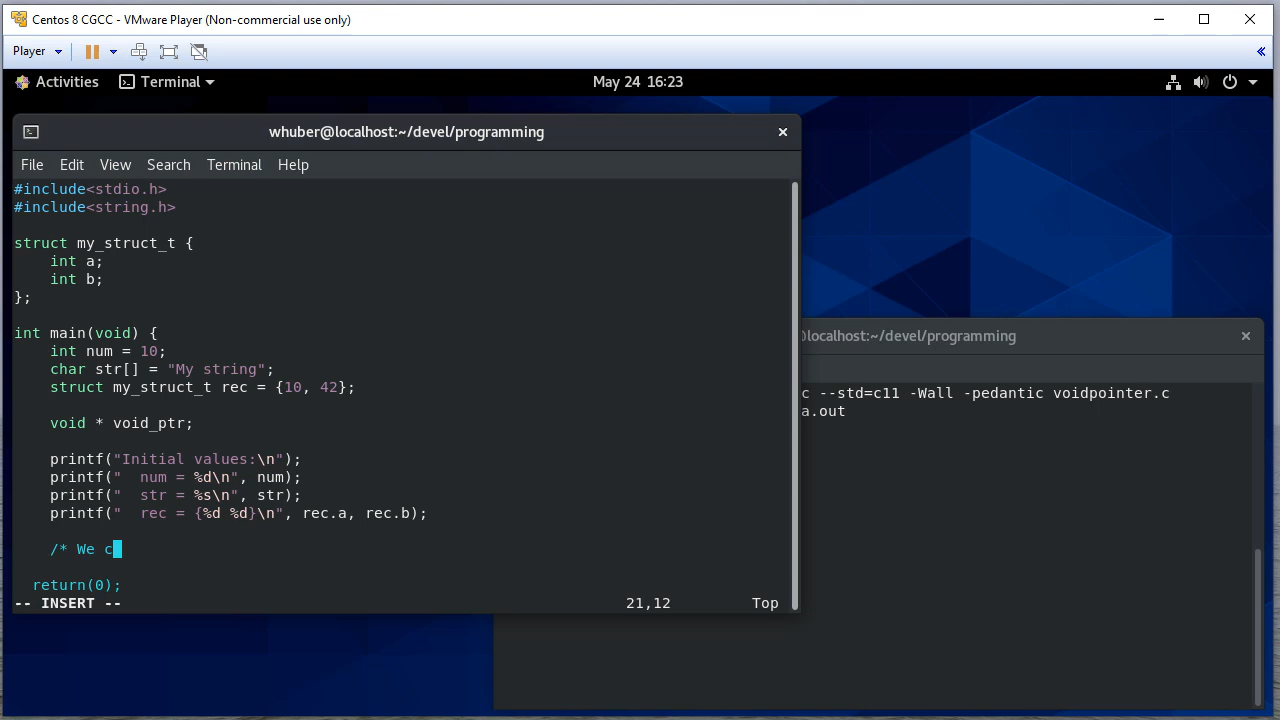 Centos 8 CGCC - VMware Player (Non-commercial use only)
Player
Activities Terminal May 24 16:23
whuber@localhost:~/devel/programming
File Edit View Search Terminal Help
#include<stdio.h>
#include<string.h>
struct my_struct_t {
    int a;
    int b;
};
int main(void) {
    int num = 10;
    char str[] = "My string";
    struct my_struct_t rec = {10, 42};
    void * void_ptr;
    printf("Initial values:\n");
    printf("  num = %d\n", num);
    printf("  str = %s\n", str);
    printf("  rec = {%d %d}\n", rec.a, rec.b);
    /* We c
  return(0);
-- INSERT -- 21,12 Top
@localhost:~/devel/programming
c --std=c11 -Wall -pedantic voidpointer.c
a.out